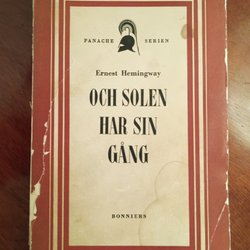 PANACHE SERIEN
Ernest Hemingway
OCH SOLEN
HAR SIN
GÅNG
BONNIERS